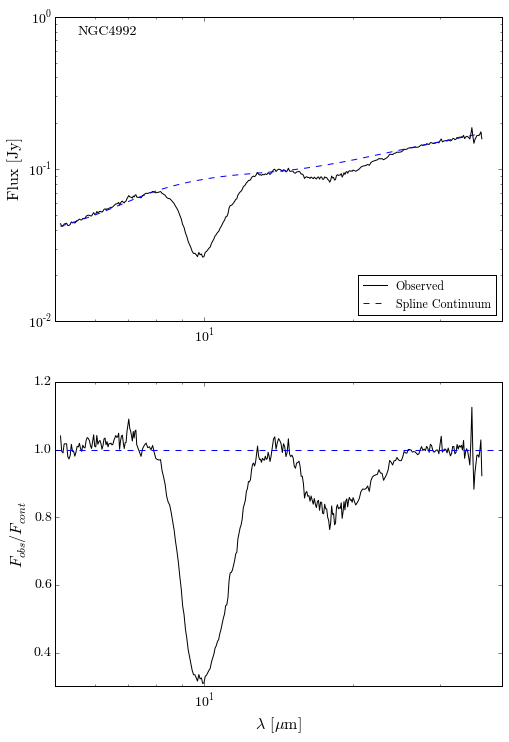 NGC4992
10^0
10^-1
10^-2
Flux [Jy]
Observed
Spline Continuum
10^1
1.2
1.0
0.8
0.6
0.4
F_obs/F_cont
10^1
λ [μm]